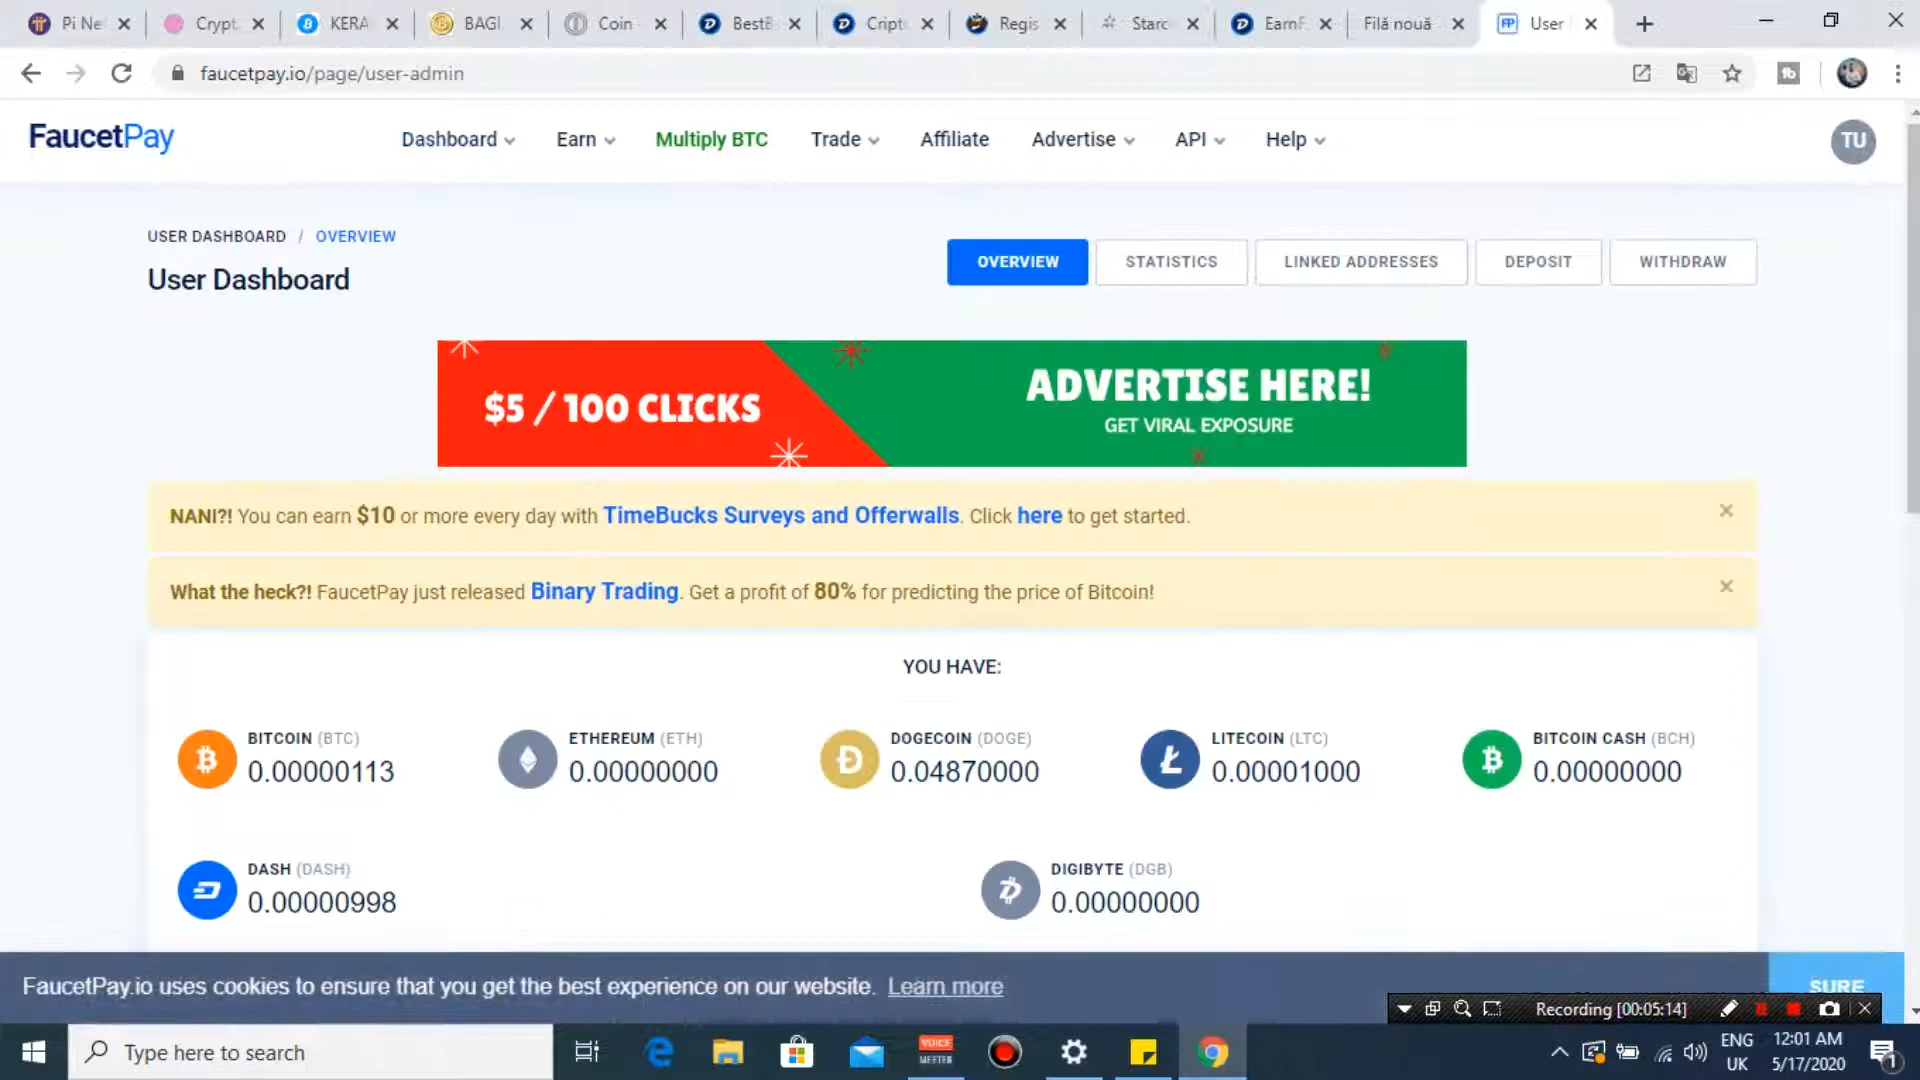 Pi Ne
Crypt
KERA
BAGI
Coin
BestB
Cript
Regis
Starc
EarnF
Filă nouă
User
faucetpay.io/page/user-admin
FaucetPay
Dashboard
Earn
Multiply BTC
Trade
Affiliate
Advertise
API
Help
TU
USER DASHBOARD / OVERVIEW
User Dashboard
OVERVIEW
STATISTICS
LINKED ADDRESSES
DEPOSIT
WITHDRAW
$5 / 100 CLICKS
ADVERTISE HERE!
GET VIRAL EXPOSURE
NANI?! You can earn $10 or more every day with TimeBucks Surveys and Offerwalls. Click here to get started.
What the heck?! FaucetPay just released Binary Trading. Get a profit of 80% for predicting the price of Bitcoin!
YOU HAVE:
BITCOIN (BTC)
0.00000113
ETHEREUM (ETH)
0.00000000
DOGECOIN (DOGE)
0.04870000
LITECOIN (LTC)
0.00001000
BITCOIN CASH (BCH)
0.00000000
DASH (DASH)
0.00000998
DIGIBYTE (DGB)
0.00000000
FaucetPay.io uses cookies to ensure that you get the best experience on our website. Learn more
SURE
Recording [00:05:14]
Type here to search
VOICE
MEETER
ENG
UK
12:01 AM
5/17/2020
1